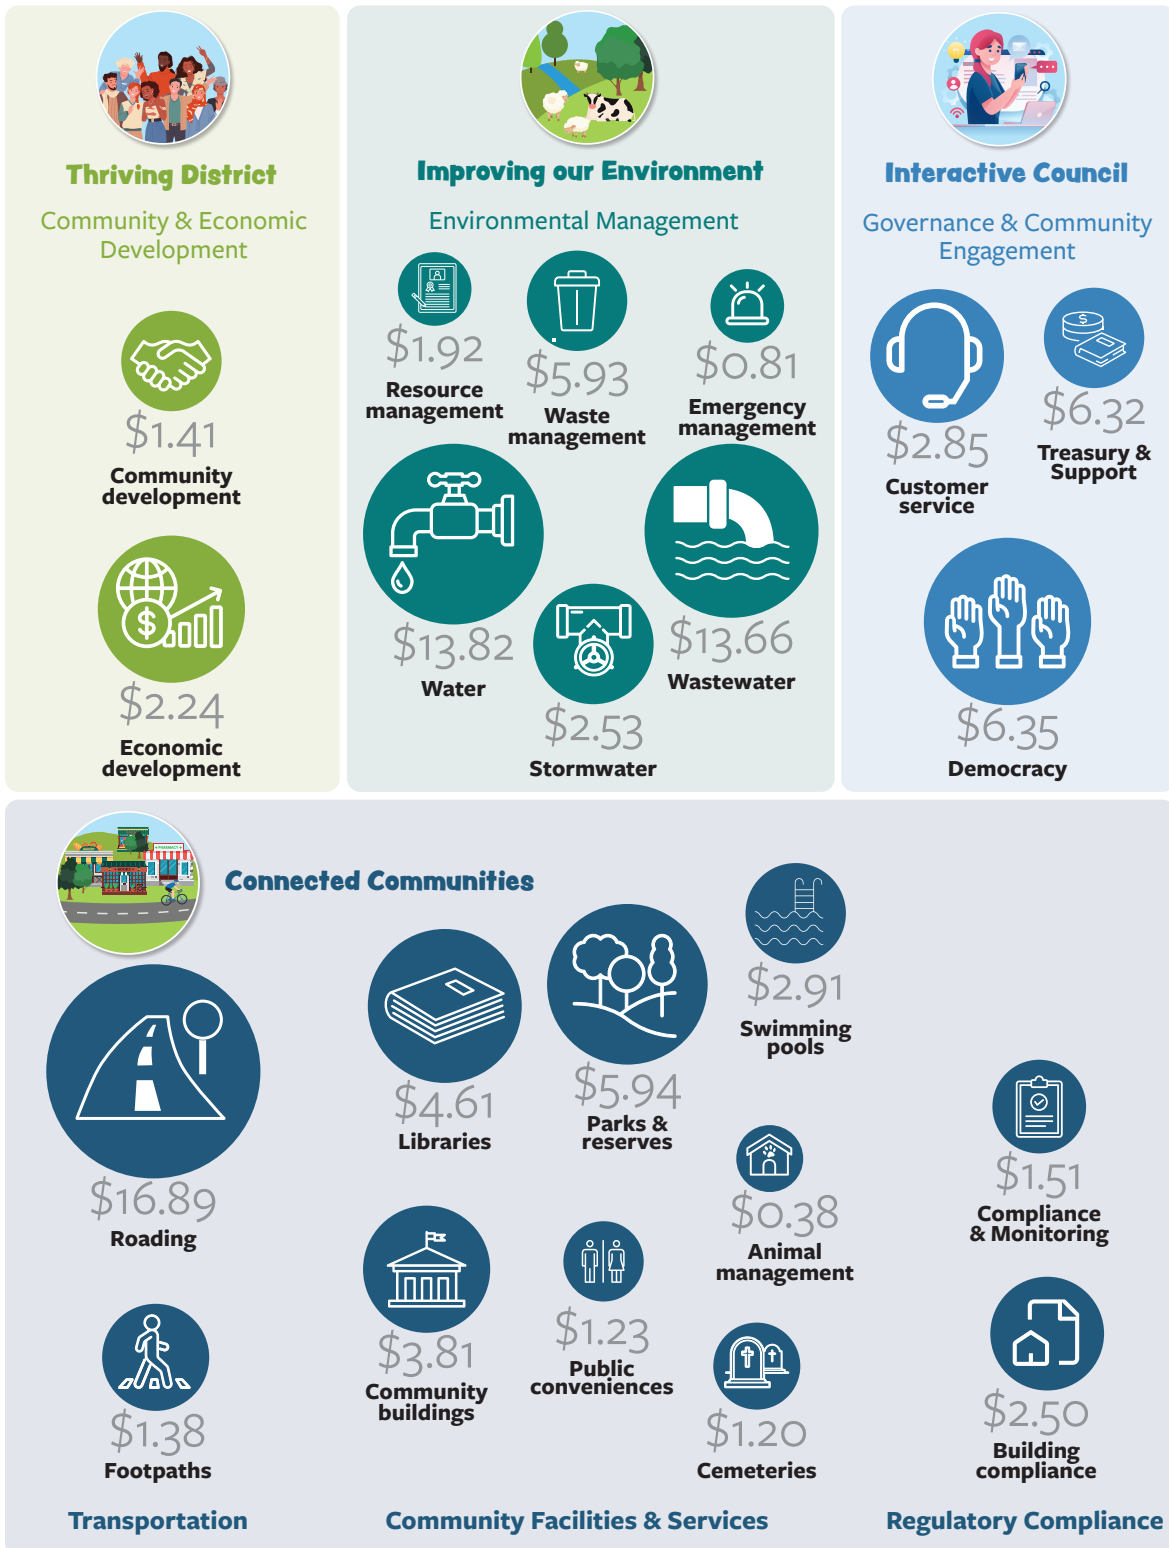 Thriving District
Community & Economic
Development
$1.41
Community
development
$2.24
Economic
development
Improving our Environment
Environmental Management
$1.92
Resource
management
$5.93
Waste
management
$0.81
Emergency
management
$13.82
Water
$2.53
Stormwater
$13.66
Wastewater
Interactive Council
Governance & Community
Engagement
$2.85
Customer
service
$6.32
Treasury &
Support
$6.35
Democracy
PHARMACY
Connected Communities
$16.89
Roading
$1.38
Footpaths
Transportation
$4.61
Libraries
$5.94
Parks &
reserves
$2.91
Swimming
pools
$3.81
Community
buildings
$1.23
Public
conveniences
$0.38
Animal
management
$1.20
Cemeteries
Community Facilities & Services
$1.51
Compliance
& Monitoring
$2.50
Building
compliance
Regulatory Compliance